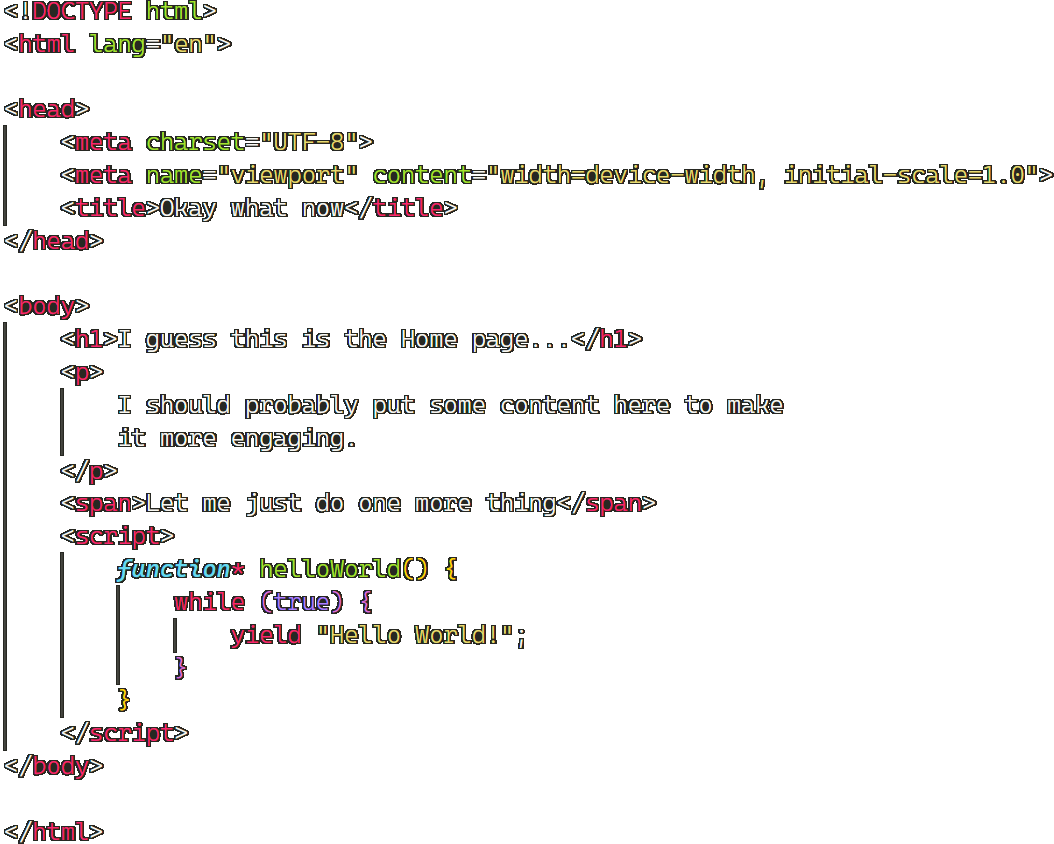 <!DOCTYPE html>
<html lang="en">

<head>
    <meta charset="UTF-8">
    <meta name="viewport" content="width=device-width, initial-scale=1.0">
    <title>Okay what now</title>
</head>

<body>
    <h1>I guess this is the Home page...</h1>
    <p>
        I should probably put some content here to make
        it more engaging.
    </p>
    <span>Let me just do one more thing</span>
    <script>
        function* helloWorld() {
            while (true) {
                yield "Hello World!";
            }
        }
    </script>
</body>

</html>